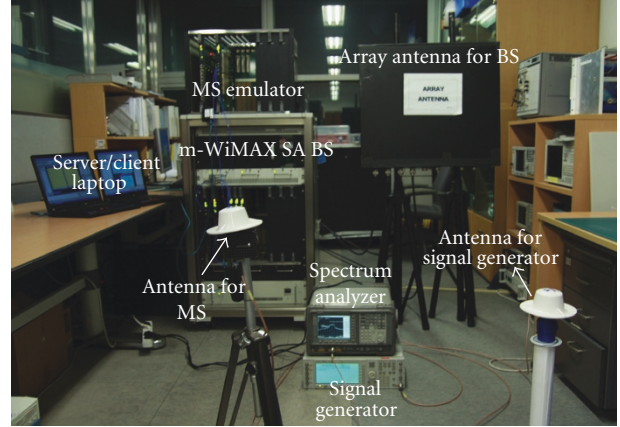 Array antenna for BS
ARRAY
ANTENNA
MS emulator
m-WiMAX SA BS
Server/client
laptop
Antenna for
signal generator
Antenna for
MS
Spectrum
analyzer
Signal
generator